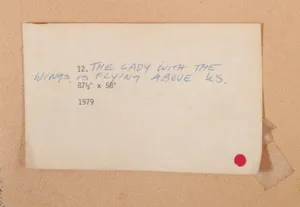 12. THE LADY WITH THE
WINGS IS FLYING ABOVE US.
87½" x 56"
1979